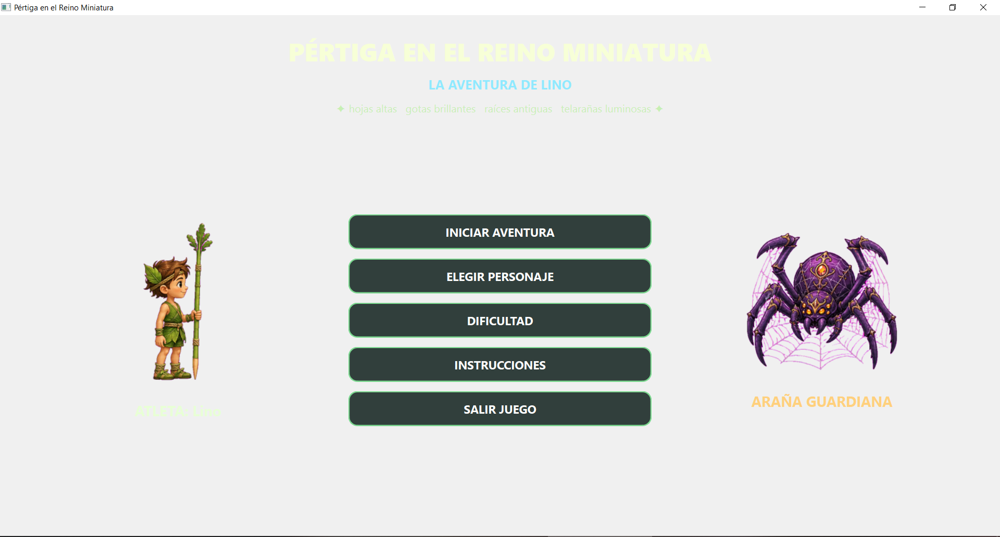 Pértiga en el Reino Miniatura
PÉRTIGA EN EL REINO MINIATURA
LA AVENTURA DE LINO
✦ hojas altas gotas brillantes raíces antiguas telarañas luminosas ✦
INICIAR AVENTURA
ELEGIR PERSONAJE
DIFICULTAD
INSTRUCCIONES
SALIR JUEGO
ATLETA: Lino
ARAÑA GUARDIANA